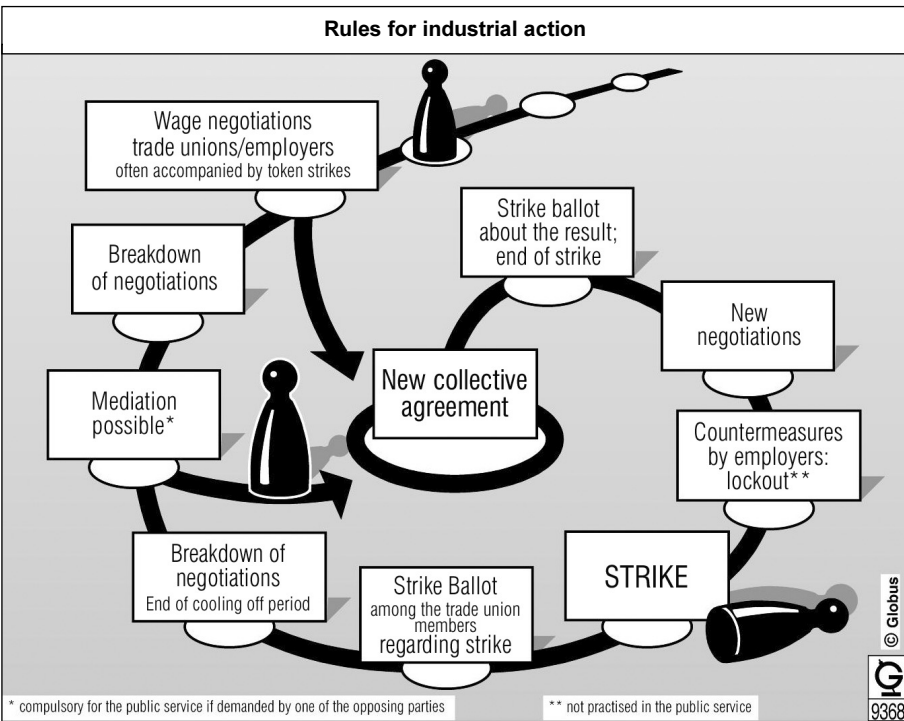 Rules for industrial action
Wage negotiations
trade unions/employers
often accompanied by token strikes
Breakdown
of negotiations
Mediation
possible*
Breakdown of
negotiations
End of cooling off period
Strike Ballot
among the trade union
members
regarding strike
STRIKE
Countermeasures
by employers:
lockout**
New
negotiations
Strike ballot
about the result;
end of strike
New collective
agreement
* compulsory for the public service if demanded by one of the opposing parties
** not practised in the public service
© Globus
G
9368